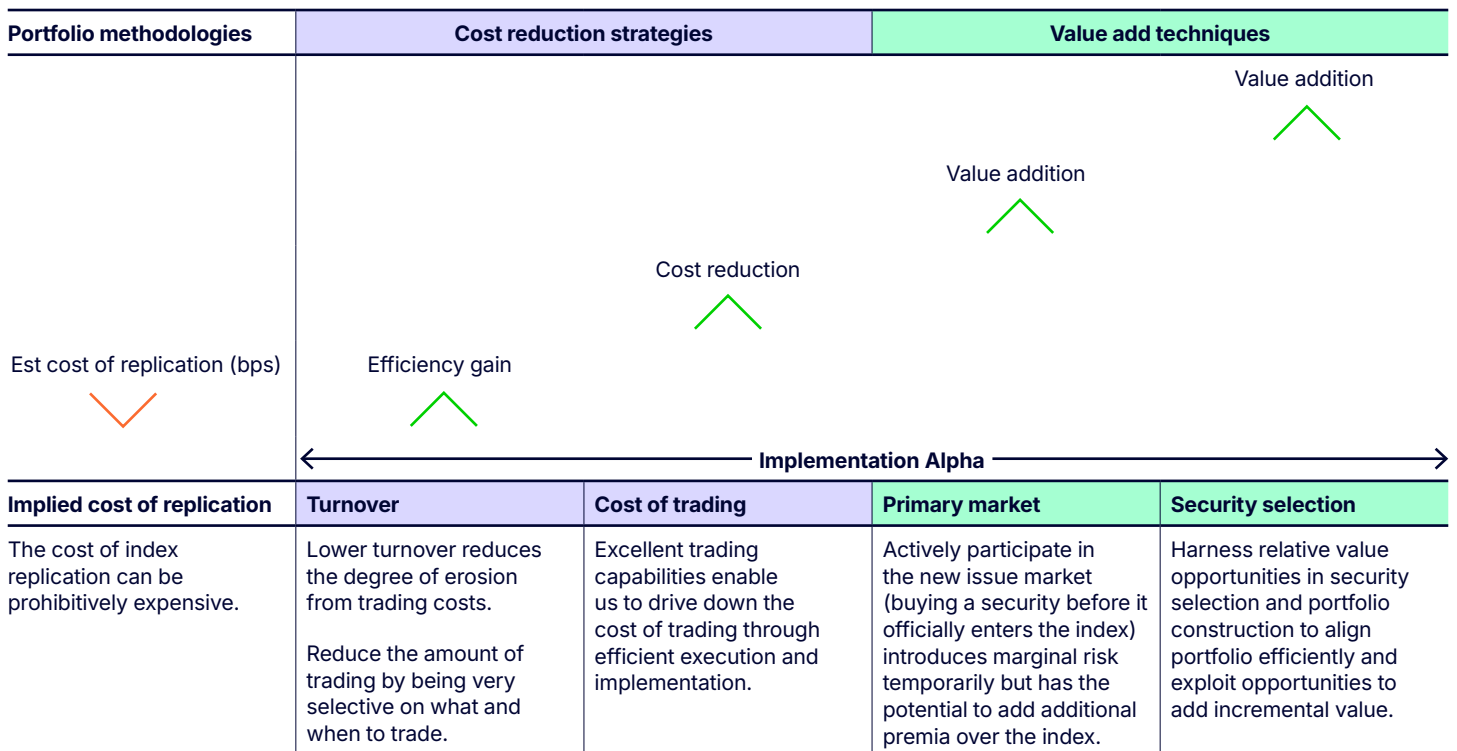 Portfolio methodologies
Cost reduction strategies
Value add techniques
Value addition
Value addition
Cost reduction
Est cost of replication (bps)
Efficiency gain
Implementation Alpha
Implied cost of replication
Turnover
Cost of trading
Primary market
Security selection
The cost of index
replication can be
prohibitively expensive.
Lower turnover reduces
the degree of erosion
from trading costs.
Reduce the amount of
trading by being very
selective on what and
when to trade.
Excellent trading
capabilities enable
us to drive down the
cost of trading through
efficient execution and
implementation.
Actively participate in
the new issue market
(buying a security before it
officially enters the index)
introduces marginal risk
temporarily but has the
potential to add additional
premia over the index.
Harness relative value
opportunities in security
selection and portfolio
construction to align
portfolio efficiently and
exploit opportunities to
add incremental value.